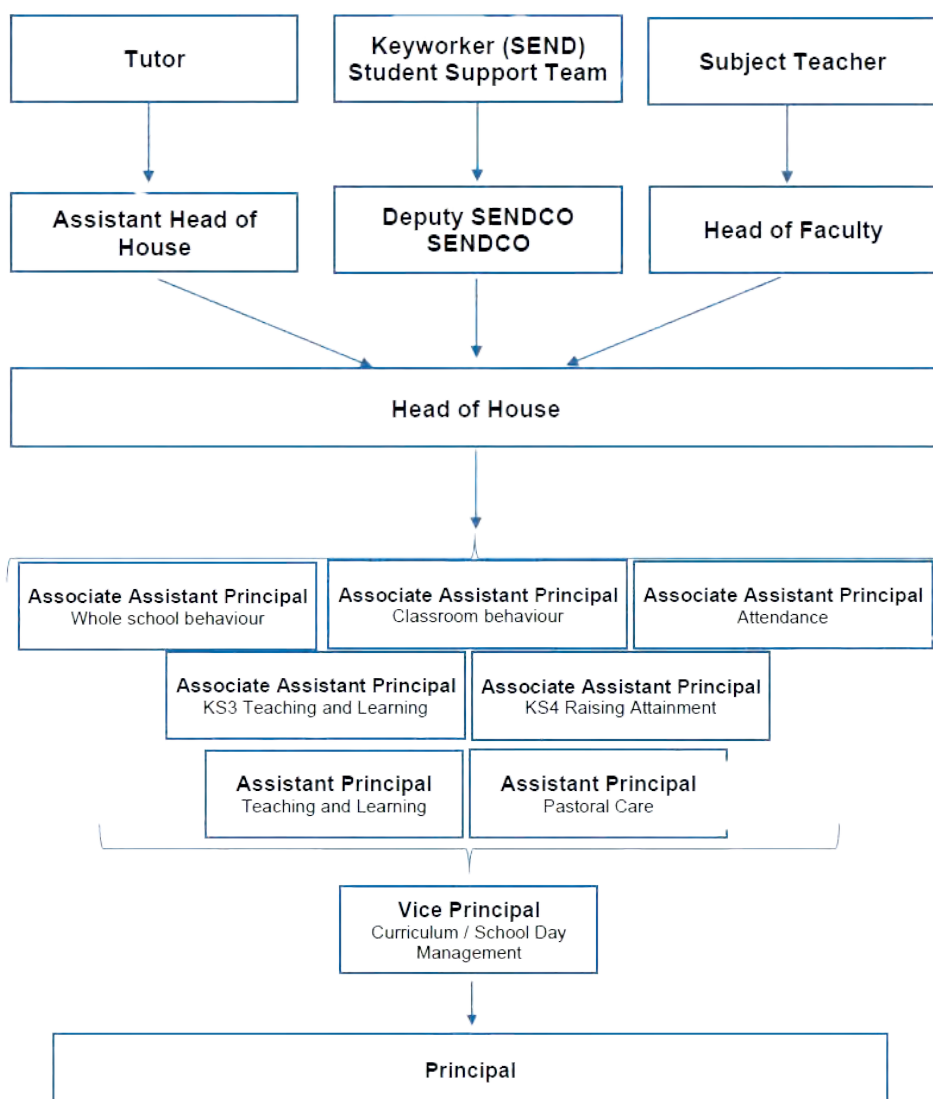 Tutor
Keyworker (SEND)
Student Support Team
Subject Teacher
Assistant Head of
House
Deputy SENDCO
SENDCO
Head of Faculty
Head of House
Associate Assistant Principal
Whole school behaviour
Associate Assistant Principal
Classroom behaviour
Associate Assistant Principal
Attendance
Associate Assistant Principal
KS3 Teaching and Learning
Associate Assistant Principal
KS4 Raising Attainment
Assistant Principal
Teaching and Learning
Assistant Principal
Pastoral Care
Vice Principal
Curriculum / School Day
Management
Principal